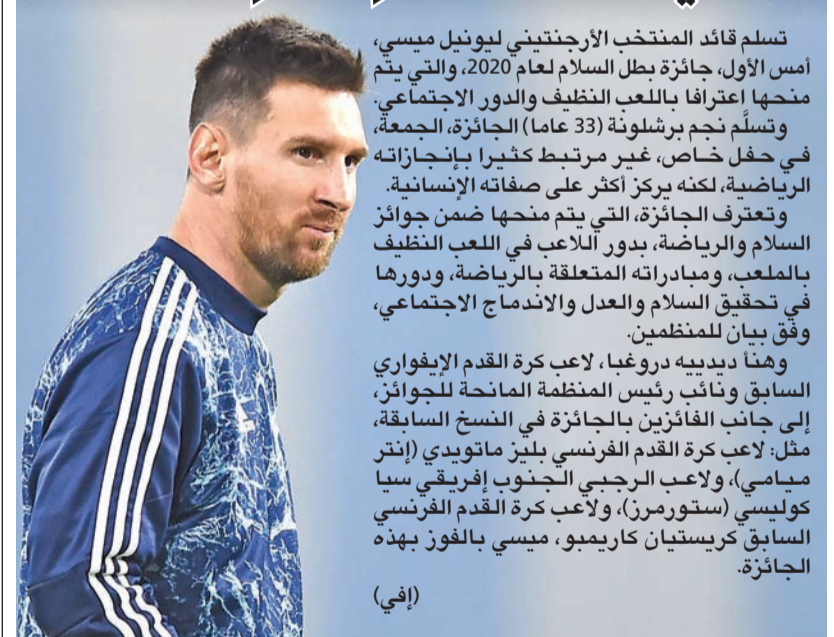 تسلم قائد المنتخب الأرجنتيني ليونيل ميسي،
أمس الأول، جائزة بطل السلام لعام 2020، والتي يتم
منحها اعترافا باللعب النظيف والدور الاجتماعي.
وتسلَّم نجم برشلونة (33 عاما) الجائزة، الجمعة،
في حفل خاص، غير مرتبط كثيرا بإنجازاته
الرياضية، لكنه يركز أكثر على صفاته الإنسانية.
وتعترف الجائزة، التي يتم منحها ضمن جوائز
السلام والرياضة، بدور اللاعب في اللعب النظيف
بالملعب، ومبادراته المتعلقة بالرياضة، ودورها
في تحقيق السلام والعدل والاندماج الاجتماعي،
وفق بيان للمنظمين.
وهنأ ديدييه دروغبا، لاعب كرة القدم الإيفواري
السابق ونائب رئيس المنظمة المانحة للجوائز،
إلى جانب الفائزين بالجائزة في النسخ السابقة،
مثل: لاعب كرة القدم الفرنسي بليز ماتويدي (إنتر
ميامي)، ولاعب الرجبي الجنوب إفريقي سيا
كوليسي (ستورمرز)، ولاعب كرة القدم الفرنسي
السابق كريستيان كاريمبو، ميسي بالفوز بهذه
الجائزة.
(إفي)